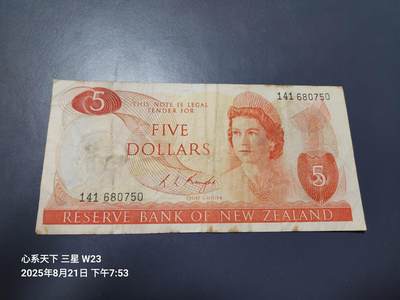 5
141 680750
THIS NOTE IS LEGAL
TENDER FOR
FIVE
DOLLARS
5
141 680750
CHIEF CASHIER
RESERVE BANK OF NEW ZEALAND
心系天下 三星 W23
2025年8月21日 下午7:53